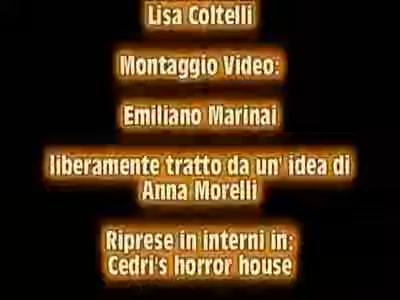 Lisa Coltelli
Montaggio Video:
Emiliano Marinai
liberamente tratto da un' idea di
Anna Morelli
Riprese in interni in:
Cedri's horror house